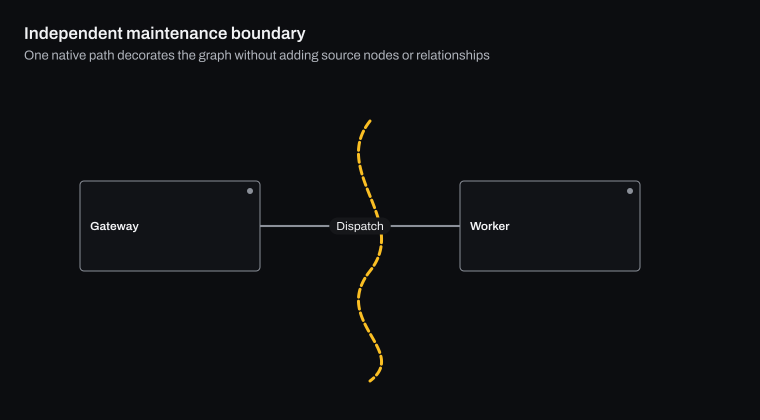 Independent maintenance boundary
One native path decorates the graph without adding source nodes or relationships
Gateway
Dispatch
Worker